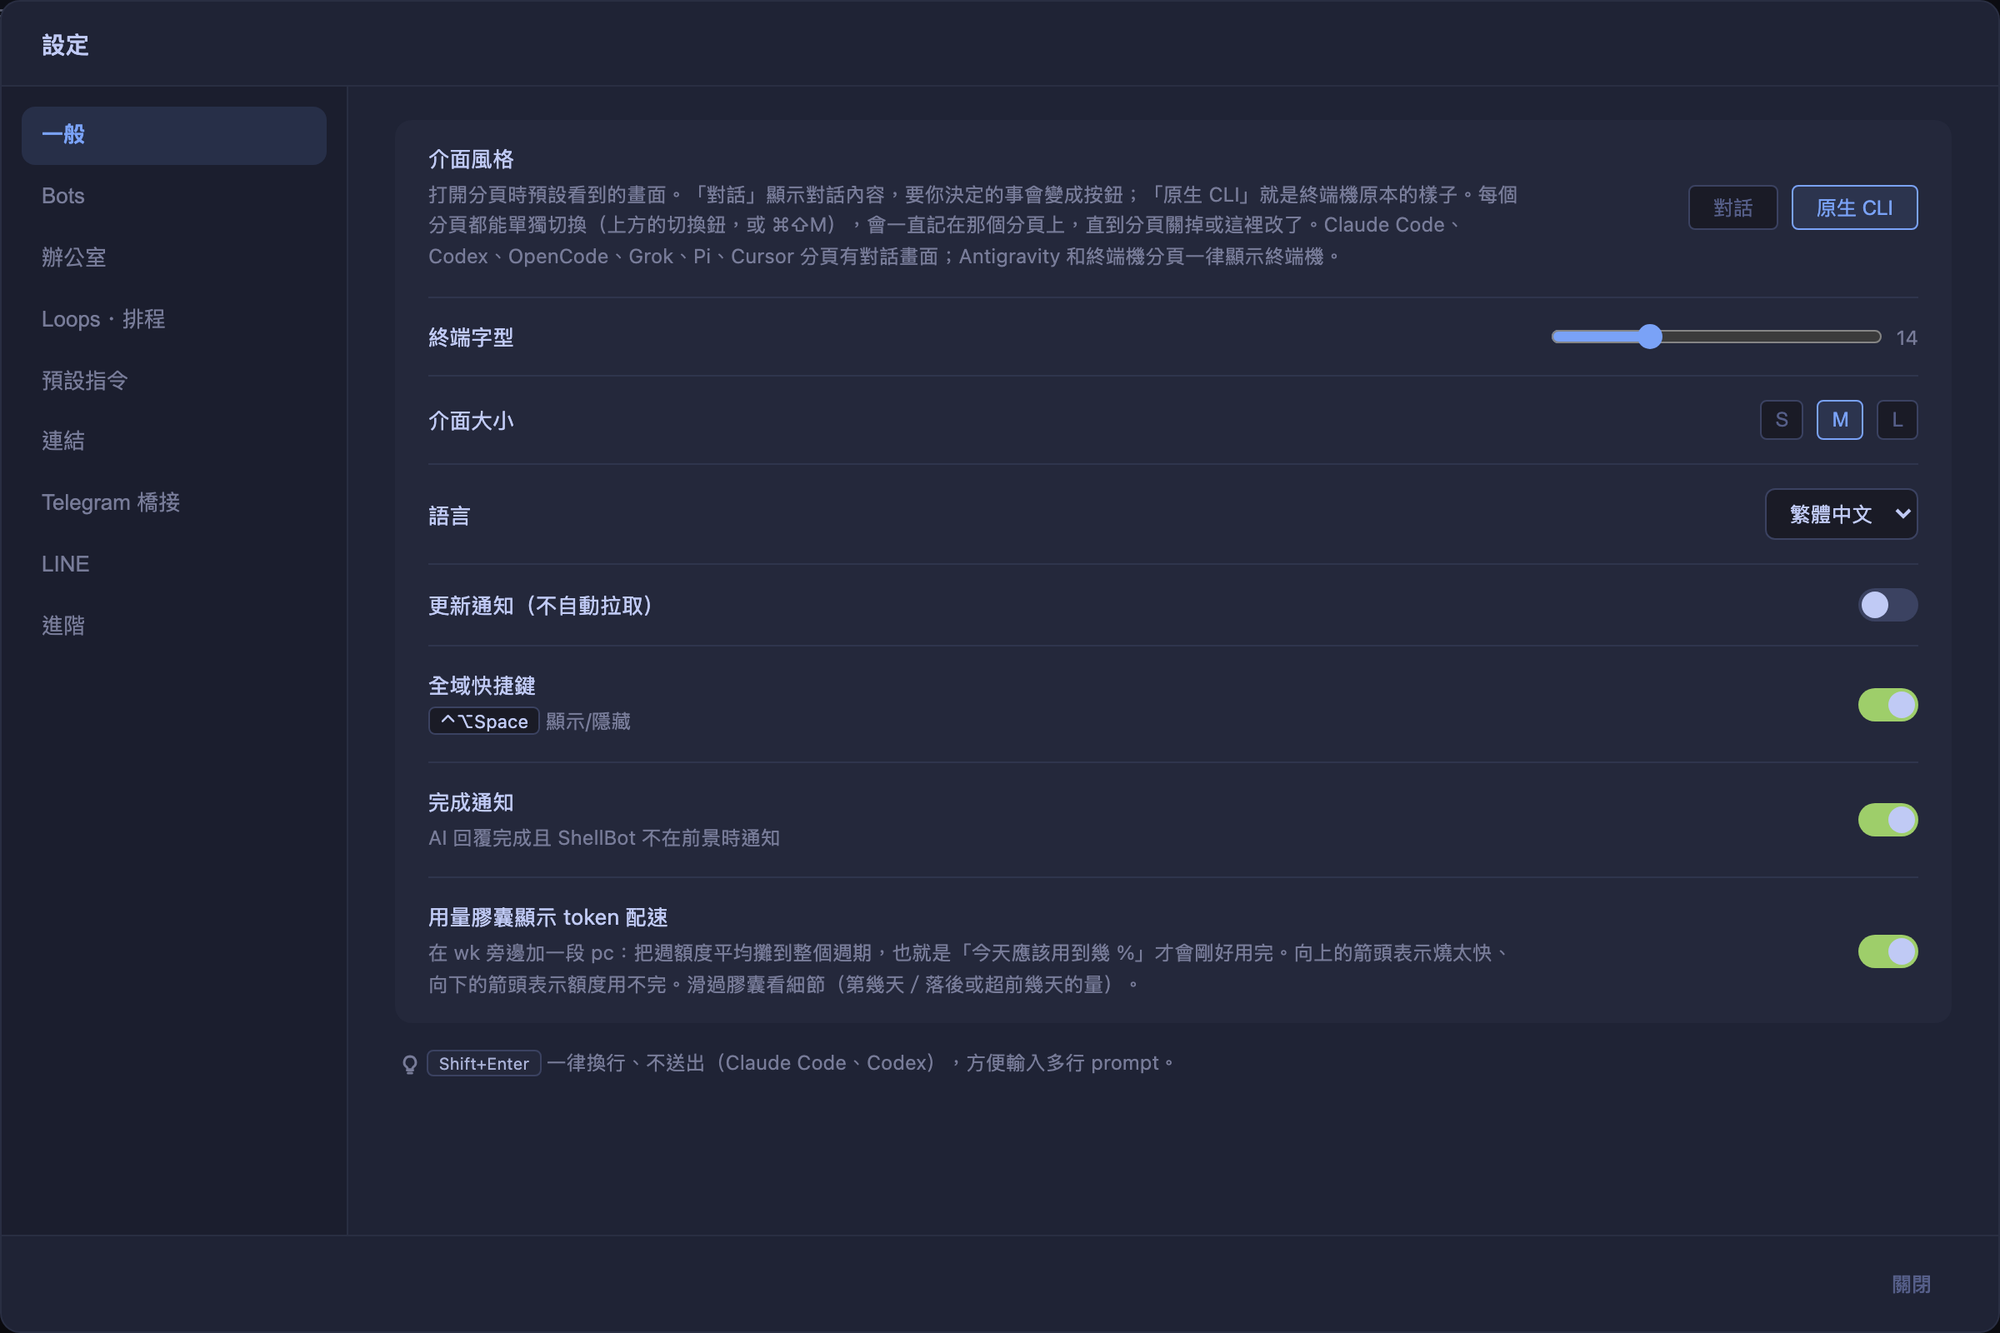 設定
一般
Bots
辦公室
Loops · 排程
預設指令
連結
Telegram 橋接
LINE
進階
介面風格
打開分頁時預設看到的畫面。「對話」顯示對話內容，要你決定的事會變成按鈕；「原生 CLI」就是終端機原本的樣子。每個
分頁都能單獨切換（上方的切換鈕，或 ⌘⇧M），會一直記在那個分頁上，直到分頁關掉或這裡改了。Claude Code、
Codex、OpenCode、Grok、Pi、Cursor 分頁有對話畫面；Antigravity 和終端機分頁一律顯示終端機。
對話
原生 CLI
終端字型
14
介面大小
S
M
L
語言
繁體中文
更新通知（不自動拉取）
全域快捷鍵
^⌥Space 顯示/隱藏
完成通知
AI 回覆完成且 ShellBot 不在前景時通知
用量膠囊顯示 token 配速
在 wk 旁邊加一段 pc：把週額度平均攤到整個週期，也就是「今天應該用到幾 %」才會剛好用完。向上的箭頭表示燒太快、
向下的箭頭表示額度用不完。滑過膠囊看細節（第幾天 / 落後或超前幾天的量）。
Shift+Enter 一律換行、不送出（Claude Code、Codex），方便輸入多行 prompt。
關閉